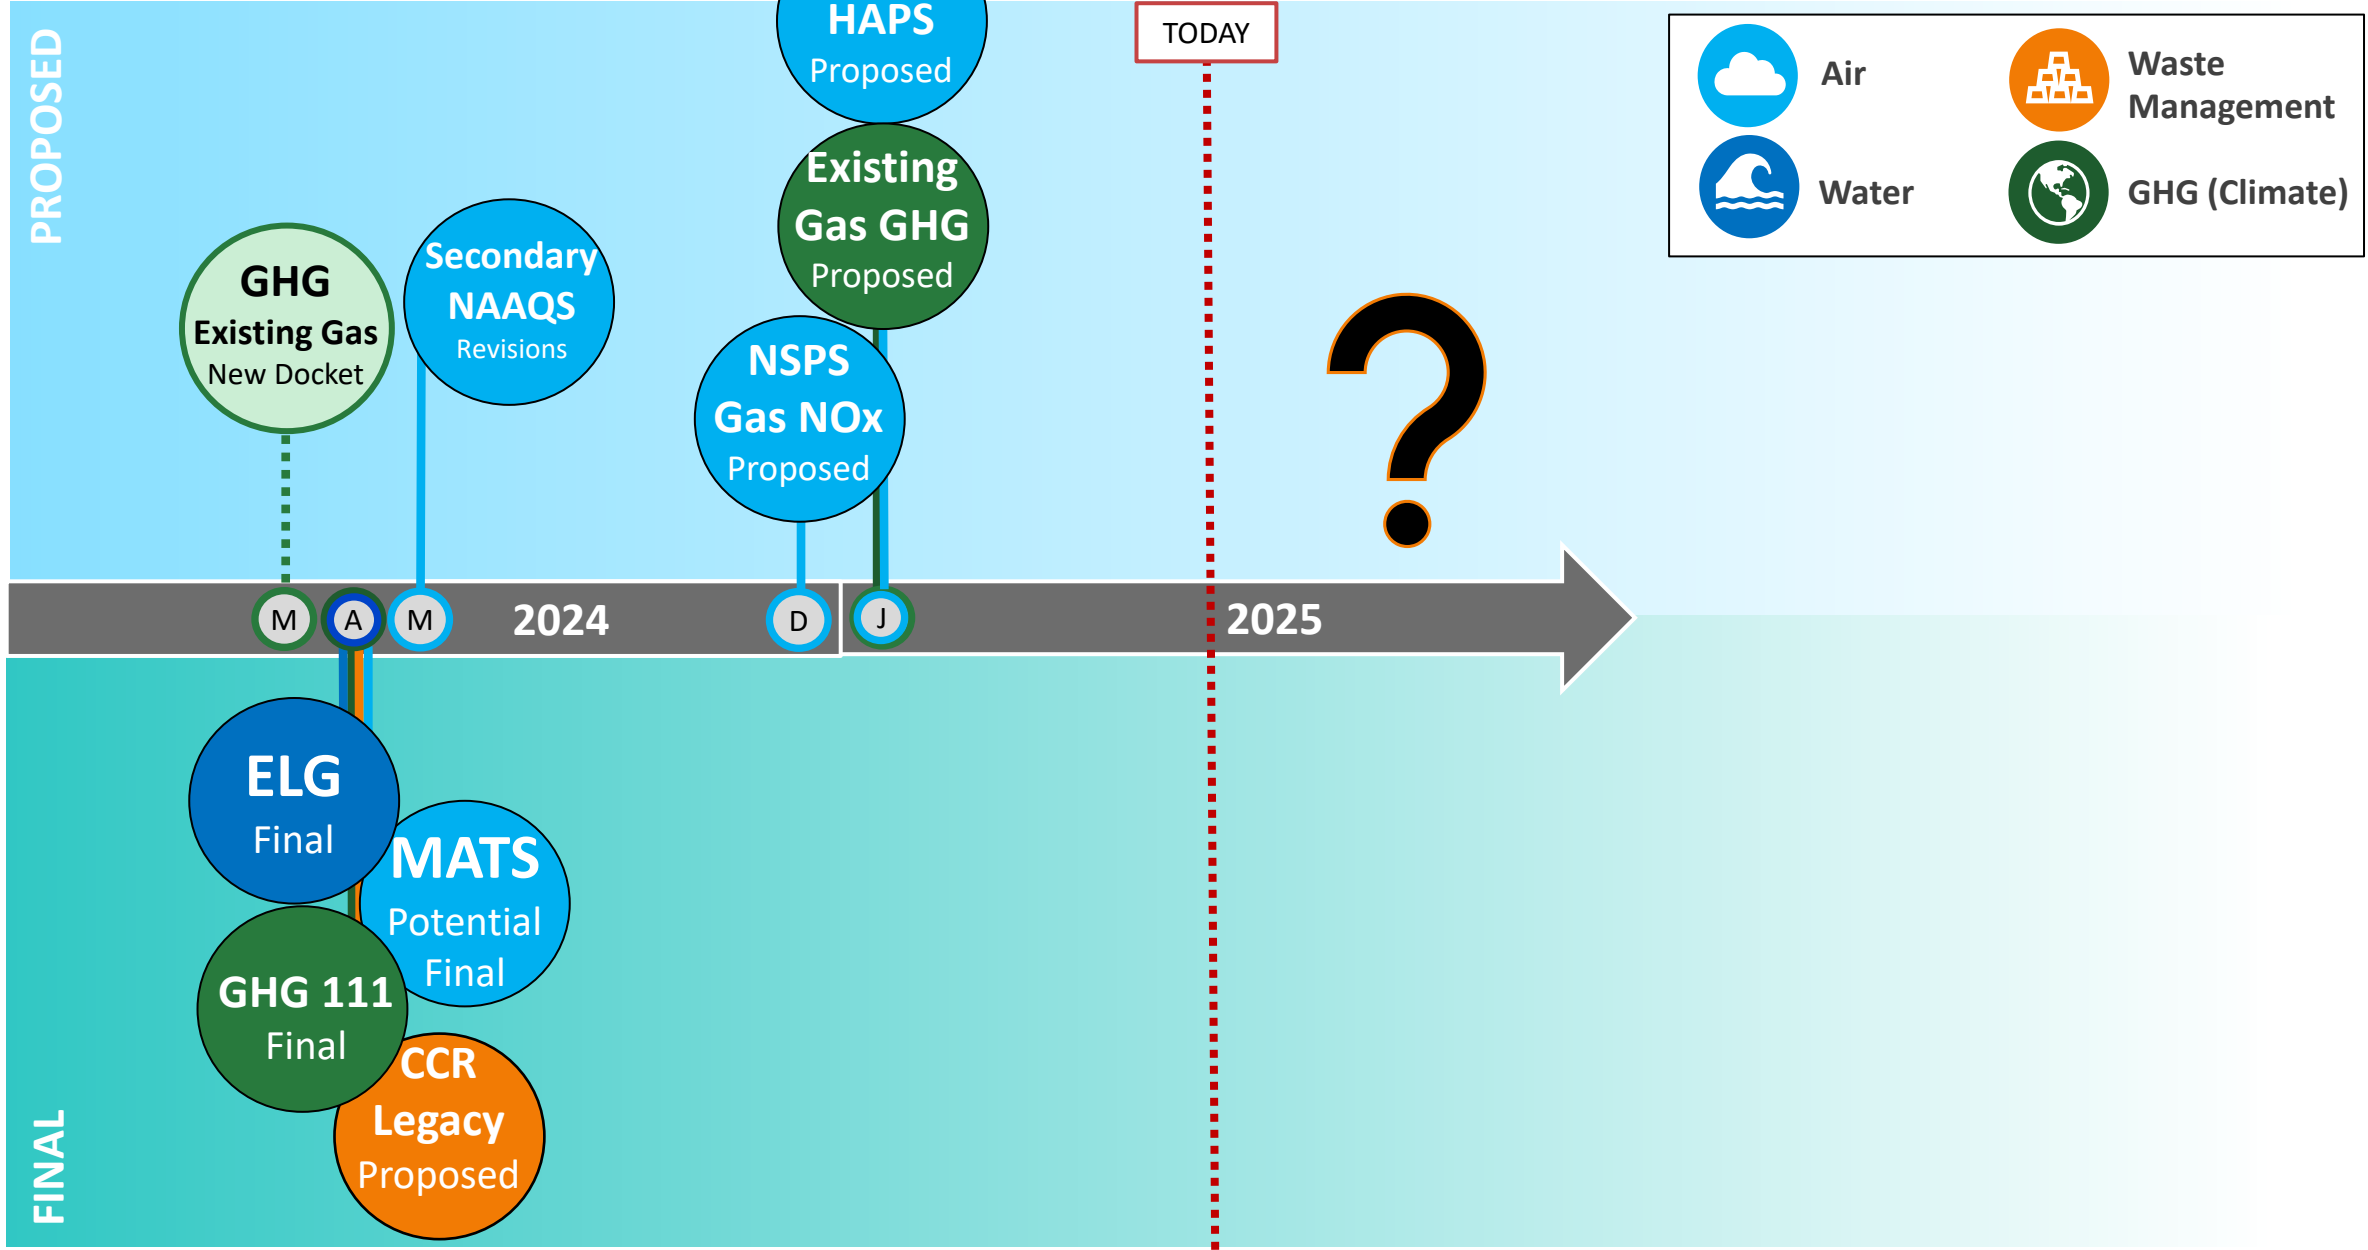 PROPOSED
HAPS
Proposed
TODAY
Air
Waste
Management
Water
GHG (Climate)
Existing
Gas GHG
Proposed
GHG
Existing Gas
New Docket
Secondary
NAAQS
Revisions
NSPS
Gas NOx
Proposed
?
M
A
M
2024
D
J
2025
ELG
Final
MATS
Potential
Final
GHG 111
Final
CCR
Legacy
Proposed
FINAL